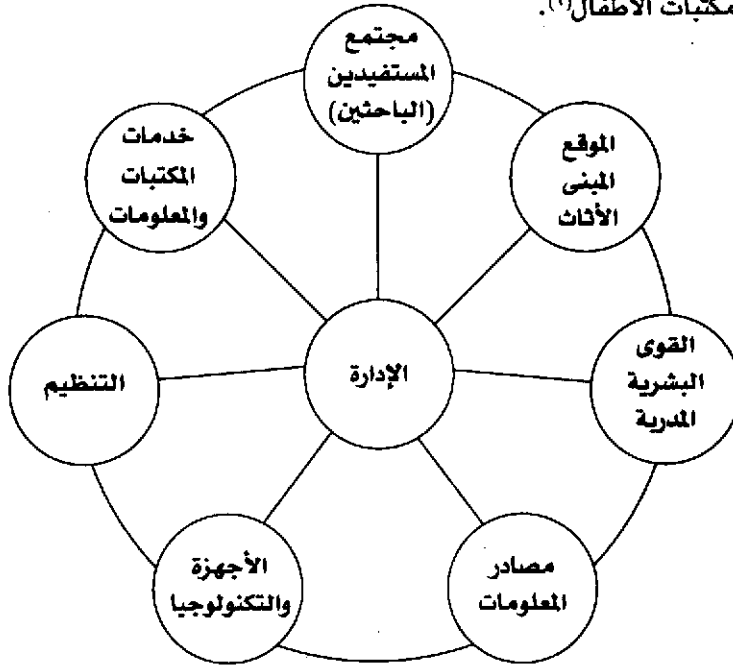 مكتبات الأطفال(١).
مجتمع
المستفيدين
(الباحثين)
الموقع
المبنى
الأثاث
القوى
البشرية
المدربة
مصادر
المعلومات
الأجهزة
والتكنولوجيا
التنظيم
خدمات
المكتبات
والمعلومات
الإدارة